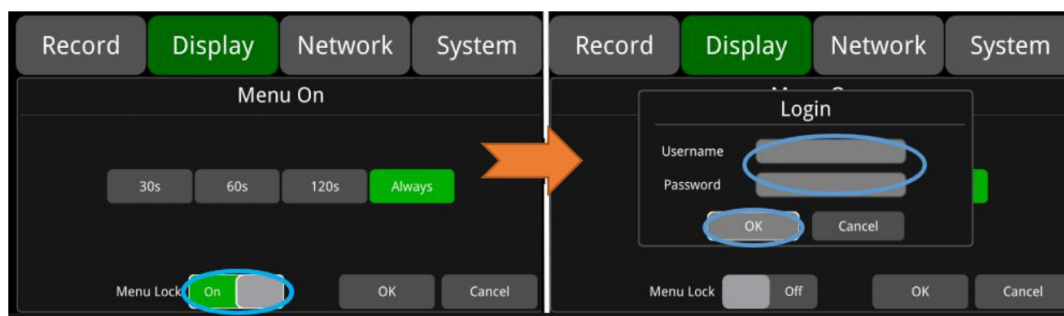 Record Display Network System
Menu On
30s 60s 120s Always
Menu Lock On OK Cancel
Record Display Network System
Login
Username
Password
OK Cancel
Menu Lock Off OK Cancel